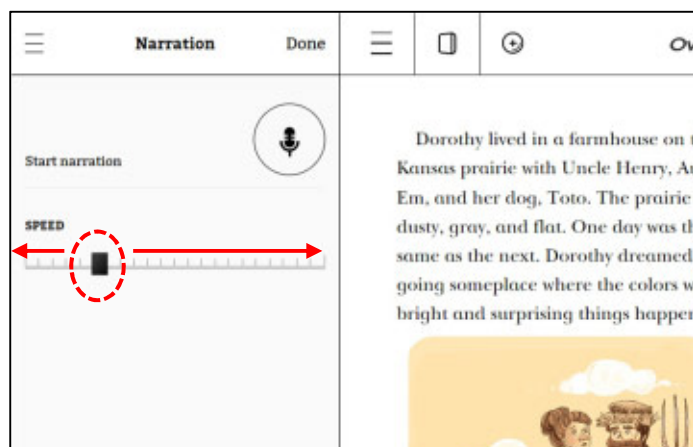 Narration
Done
Start narration
SPEED
Dorothy lived in a farmhouse on
Kansas prairie with Uncle Henry,
Em, and her dog, Toto. The prairie
dusty, gray, and flat. One day was
same as the next. Dorothy dreamed
going someplace where the colors
bright and surprising things